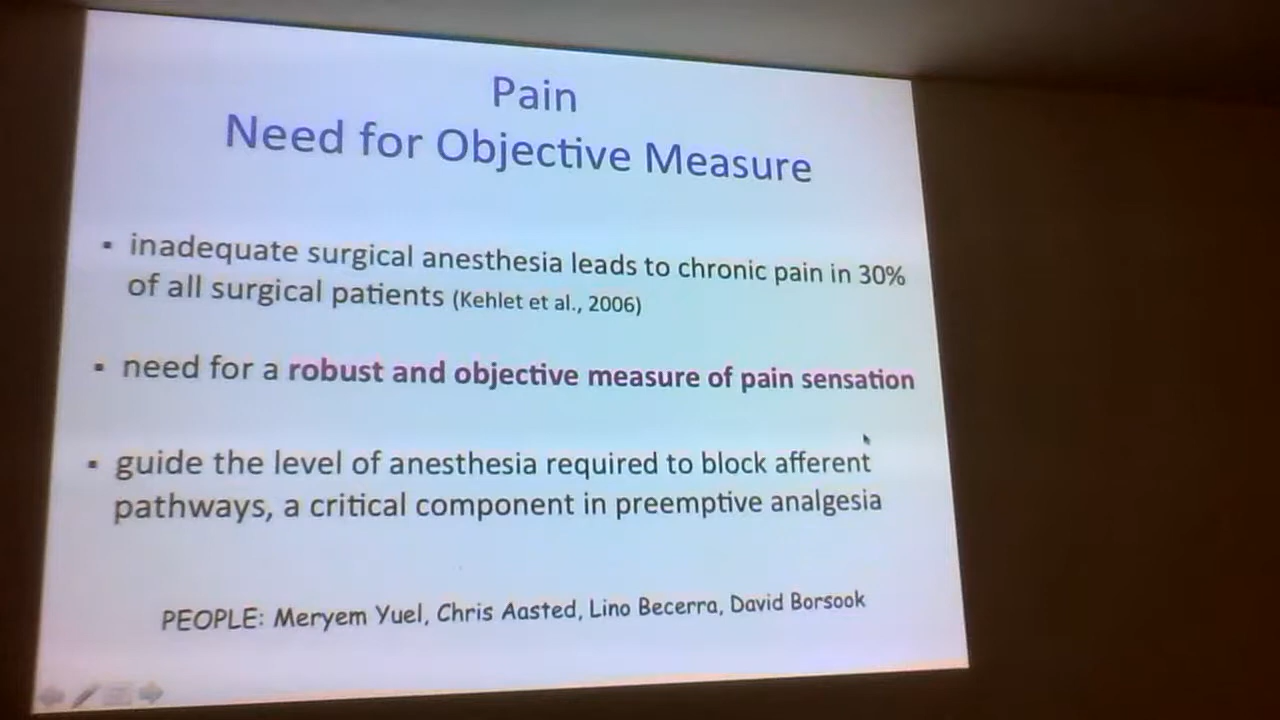 Pain
Need for Objective Measure
▪ inadequate surgical anesthesia leads to chronic pain in 30%
of all surgical patients (Kehlet et al., 2006)
▪ need for a robust and objective measure of pain sensation
▪ guide the level of anesthesia required to block afferent
pathways, a critical component in preemptive analgesia
PEOPLE: Meryem Yuel, Chris Aasted, Lino Becerra, David Borsook